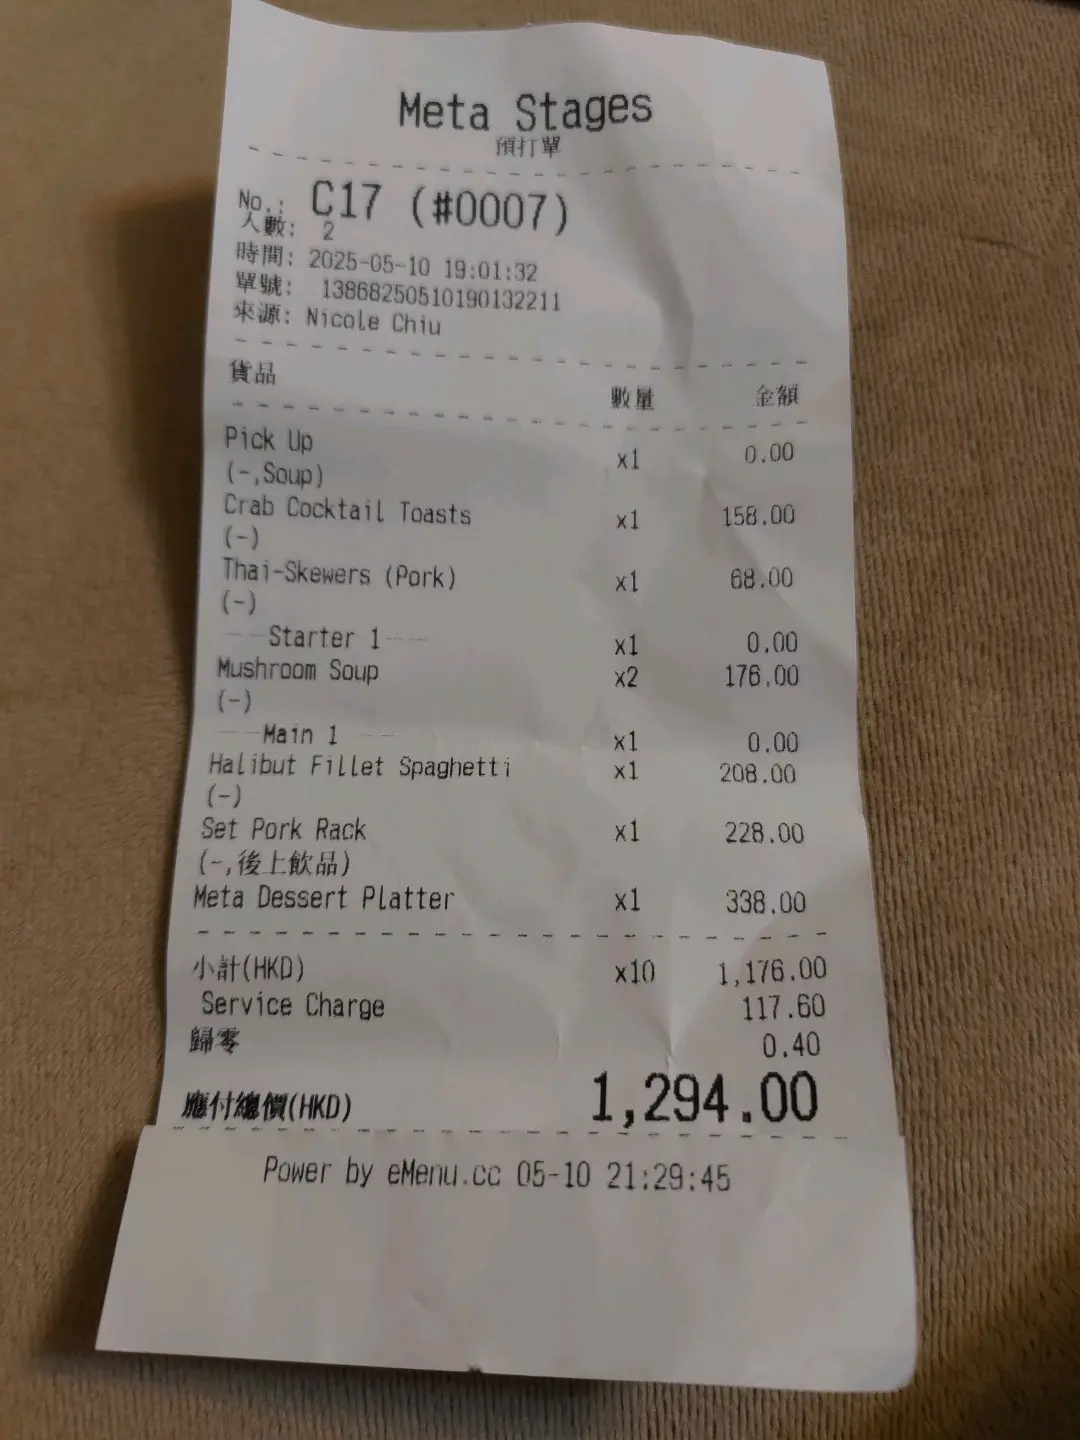 Meta Stages
預打單
No.: C17 (#0007)
人數: 2
時間: 2025-05-10 19:01:32
單號: 13868250510190132211
來源: Nicole Chiu
貨品 數量 金額
Pick Up x1 0.00
(-,Soup)
Crab Cocktail Toasts x1 158.00
(-)
Thai-Skewers (Pork) x1 68.00
(-)
----Starter 1---- x1 0.00
Mushroom Soup x2 176.00
(-)
----Main 1 ---- x1 0.00
Halibut Fillet Spaghetti x1 208.00
(-)
Set Pork Rack x1 228.00
(-,後上飲品)
Meta Dessert Platter x1 338.00
小計(HKD) x10 1,176.00
Service Charge 117.60
歸零 0.40
應付總價(HKD) 1,294.00
Power by eMenu.cc 05-10 21:29:45